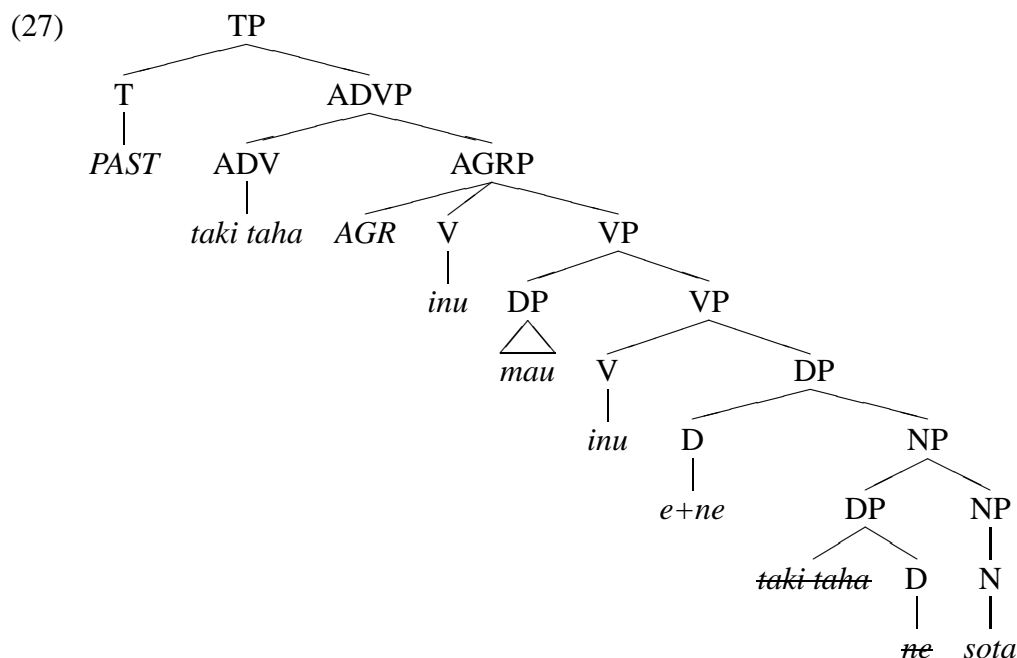 (27) TP
T ADVP
PAST ADV AGRP
taki taha AGR V VP
inu DP VP
mau V DP
inu D NP
e+ne DP NP
taki taha D N
ne sota